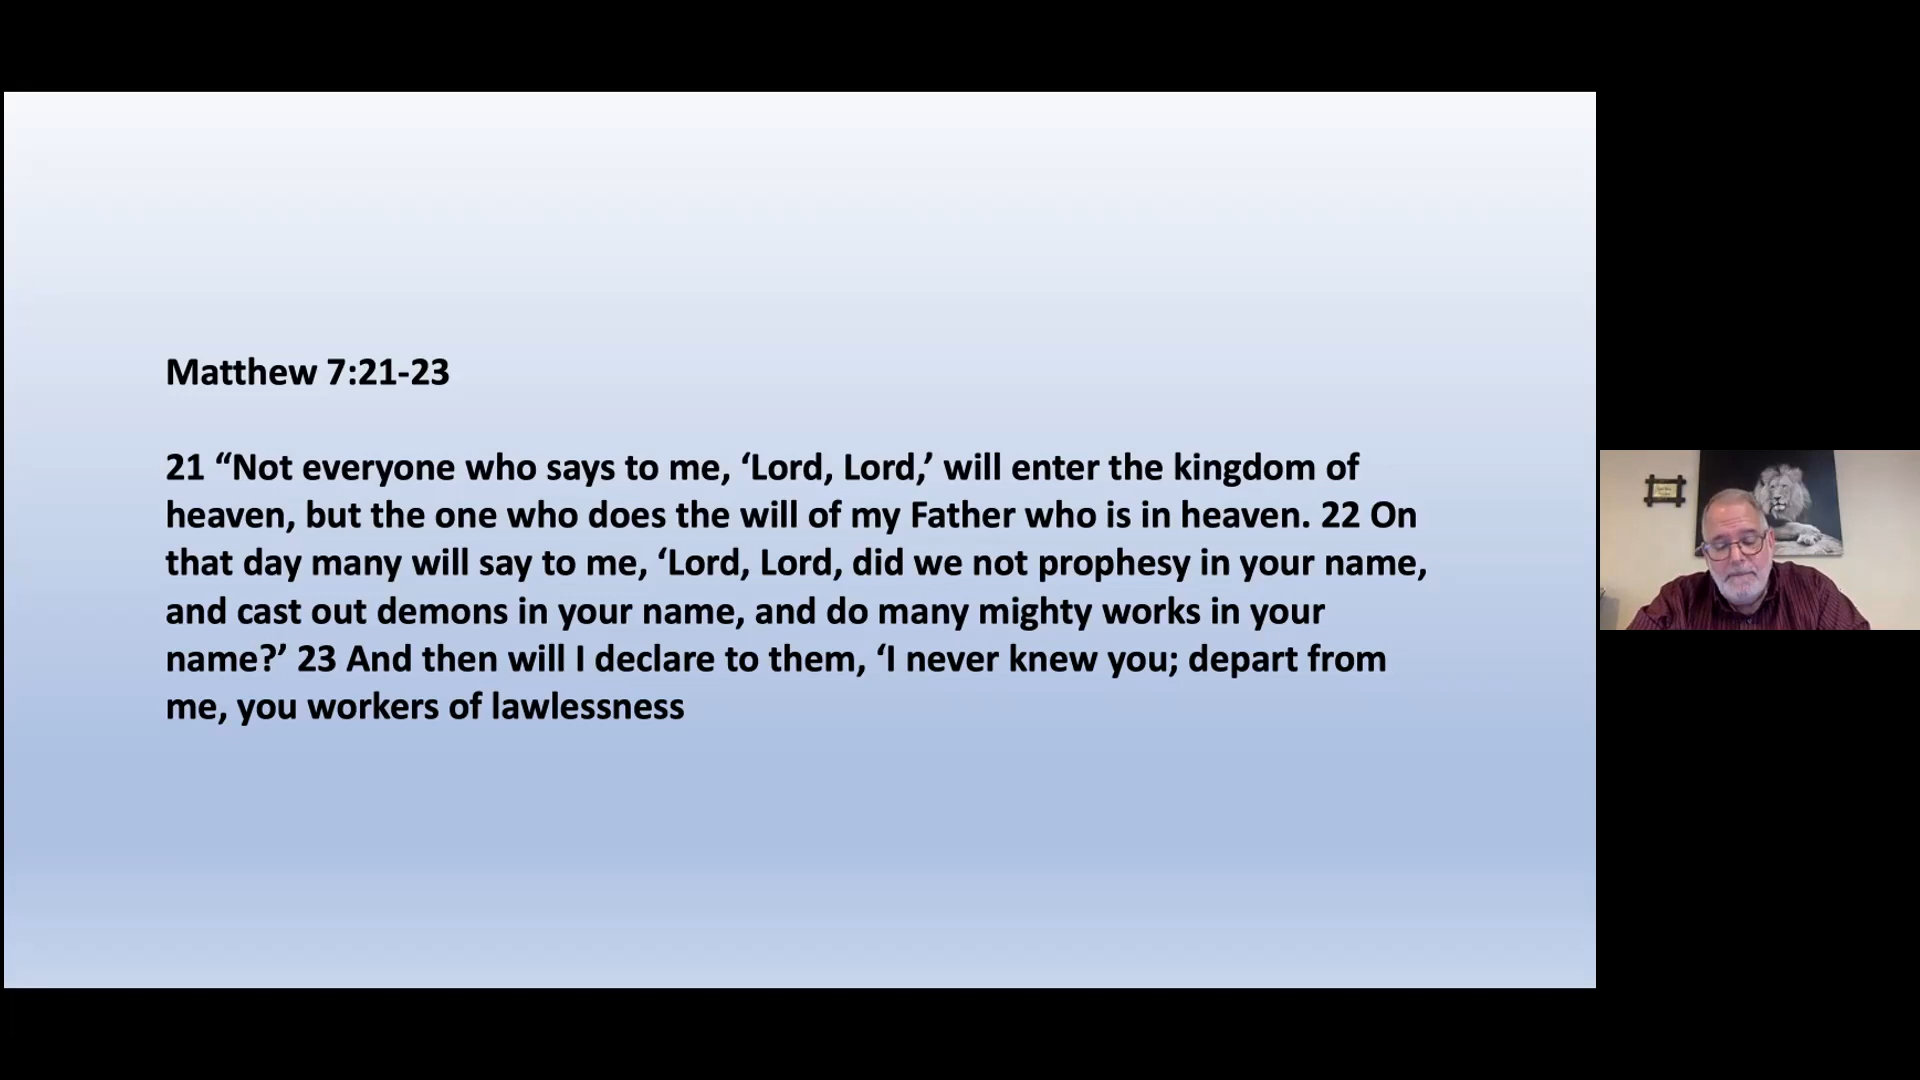 Matthew 7:21-23
21 “Not everyone who says to me, ‘Lord, Lord,’ will enter the kingdom of
heaven, but the one who does the will of my Father who is in heaven. 22 On
that day many will say to me, ‘Lord, Lord, did we not prophesy in your name,
and cast out demons in your name, and do many mighty works in your
name?’ 23 And then will I declare to them, ‘I never knew you; depart from
me, you workers of lawlessness